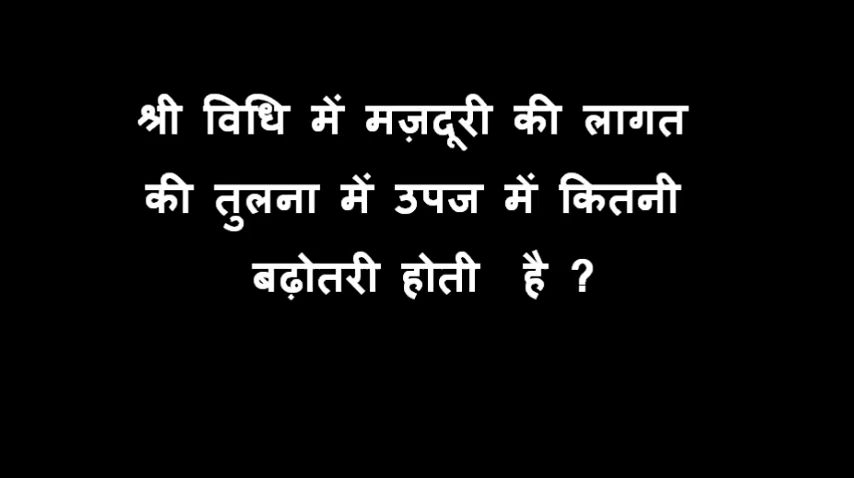 श्री विधि में मज़दूरी की लागत
की तुलना में उपज में कितनी
बढ़ोतरी होती है ?